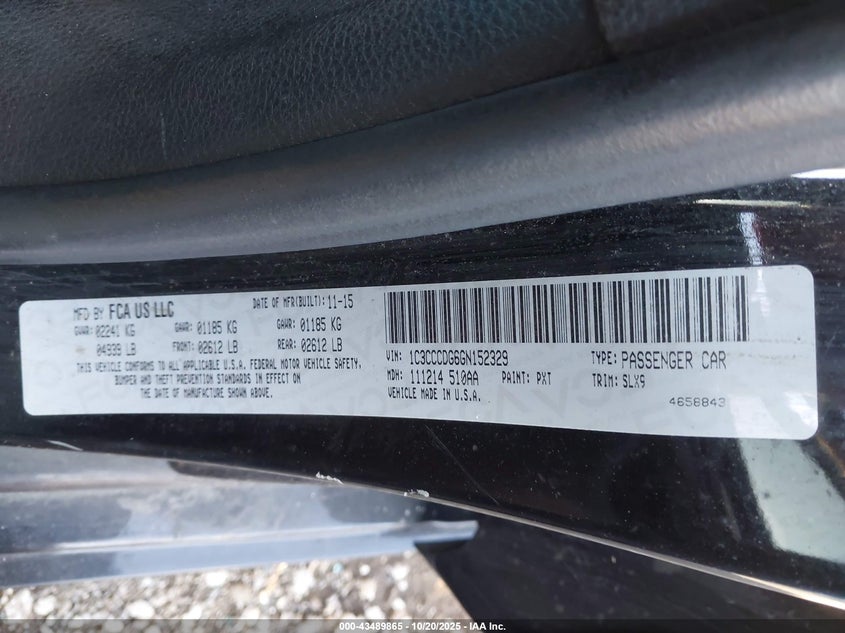 MFD BY FCA US LLC DATE OF MFR(BUILT): 11-15
GVWR: 02241 KG GAWR: 01185 KG GAWR: 01185 KG
04939 LB FRONT: 02612 LB REAR: 02612 LB
THIS VEHICLE CONFORMS TO ALL APPLICABLE U.S.A. FEDERAL MOTOR VEHICLE SAFETY,
BUMPER AND THEFT PREVENTION STANDARDS IN EFFECT ON
THE DATE OF MANUFACTURE SHOWN ABOVE.
VIN: 1C3CCCDG6GN152329 TYPE: PASSENGER CAR
MDH: 111214 510AA PAINT: PXT TRIM: SLX9
VEHICLE MADE IN U.S.A.
4658843
000-43489865 - 10/20/2025 - IAA Inc.